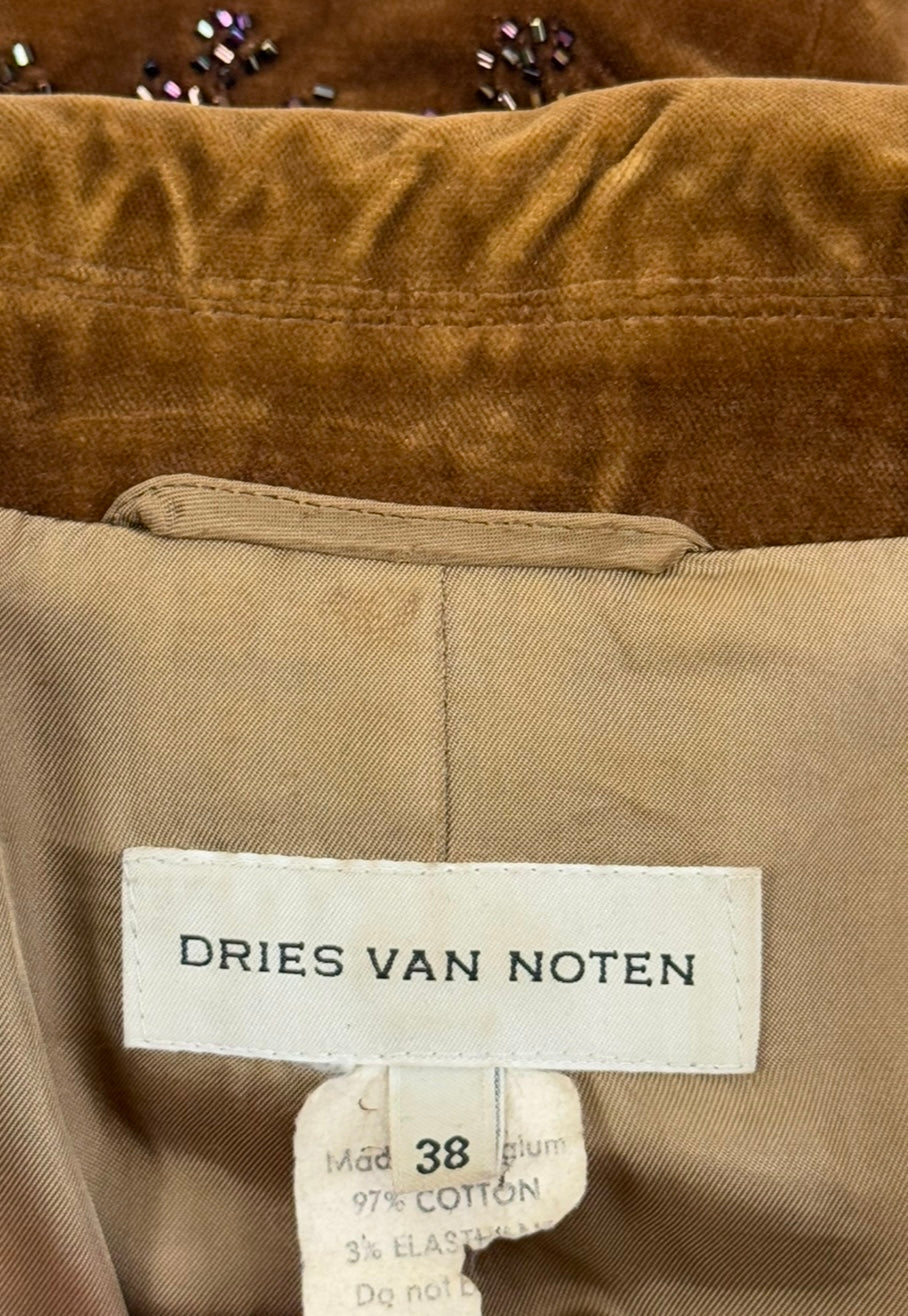 DRIES VAN NOTEN
38
97% COTTON
3%
Do not